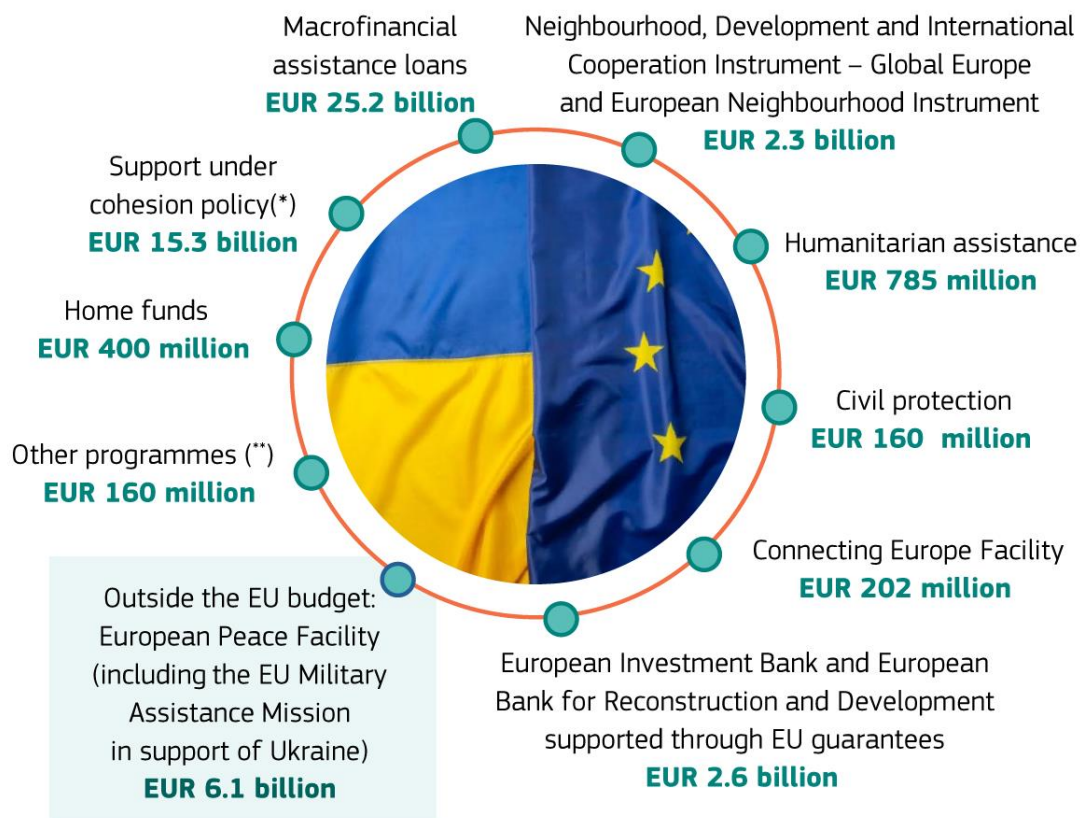 Macrofinancial
assistance loans
EUR 25.2 billion
Neighbourhood, Development and International
Cooperation Instrument – Global Europe
and European Neighbourhood Instrument
EUR 2.3 billion
Support under
cohesion policy(*)
EUR 15.3 billion
Humanitarian assistance
EUR 785 million
Home funds
EUR 400 million
Civil protection
EUR 160 million
Other programmes (**)
EUR 160 million
Connecting Europe Facility
EUR 202 million
Outside the EU budget:
European Peace Facility
(including the EU Military
Assistance Mission
in support of Ukraine)
EUR 6.1 billion
European Investment Bank and European
Bank for Reconstruction and Development
supported through EU guarantees
EUR 2.6 billion